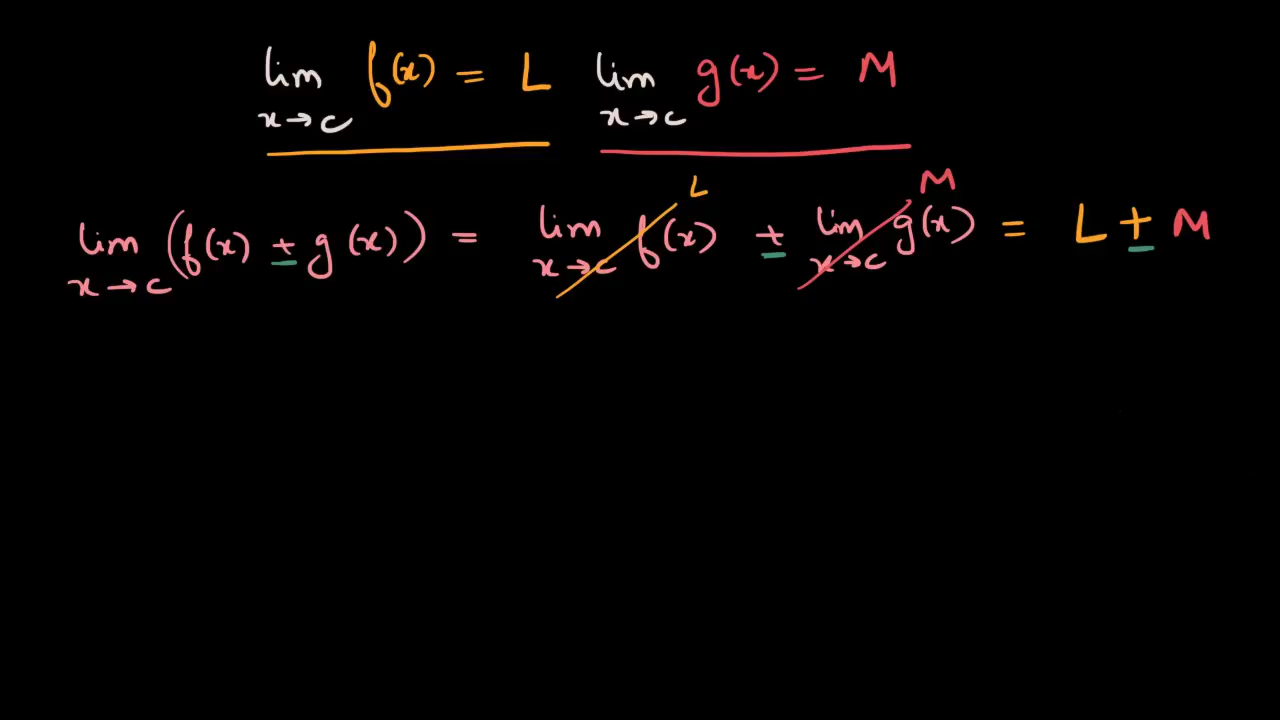 lim x→c f(x) = L lim x→c g(x) = M
L M
lim x→c (f(x) ± g(x)) = lim x→c f(x) ± lim x→c g(x) = L ± M